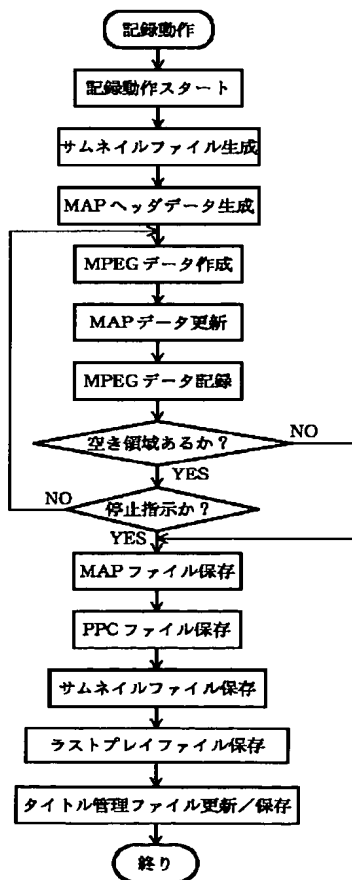 記録動作
記録動作スタート
サムネイルファイル生成
MAPヘッダデータ生成
MPEGデータ作成
MAPデータ更新
MPEGデータ記録
空き領域あるか？
NO
YES
NO
停止指示か？
YES
MAPファイル保存
PPCファイル保存
サムネイルファイル保存
ラストプレイファイル保存
タイトル管理ファイル更新／保存
終り